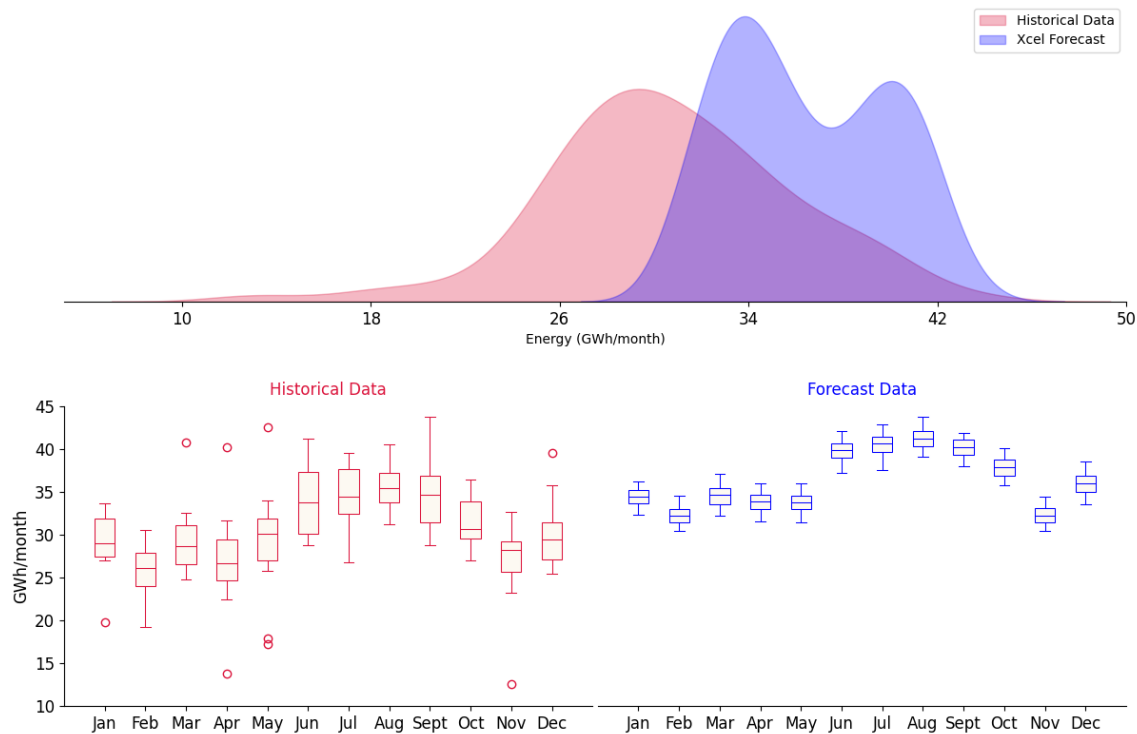 Historical Data
Xcel Forecast
10 18 26 34 42 50
Energy (GWh/month)
Historical Data Forecast Data
GWh/month
45
40
35
30
25
20
15
10
Jan Feb Mar Apr May Jun Jul Aug Sept Oct Nov Dec Jan Feb Mar Apr May Jun Jul Aug Sept Oct Nov Dec